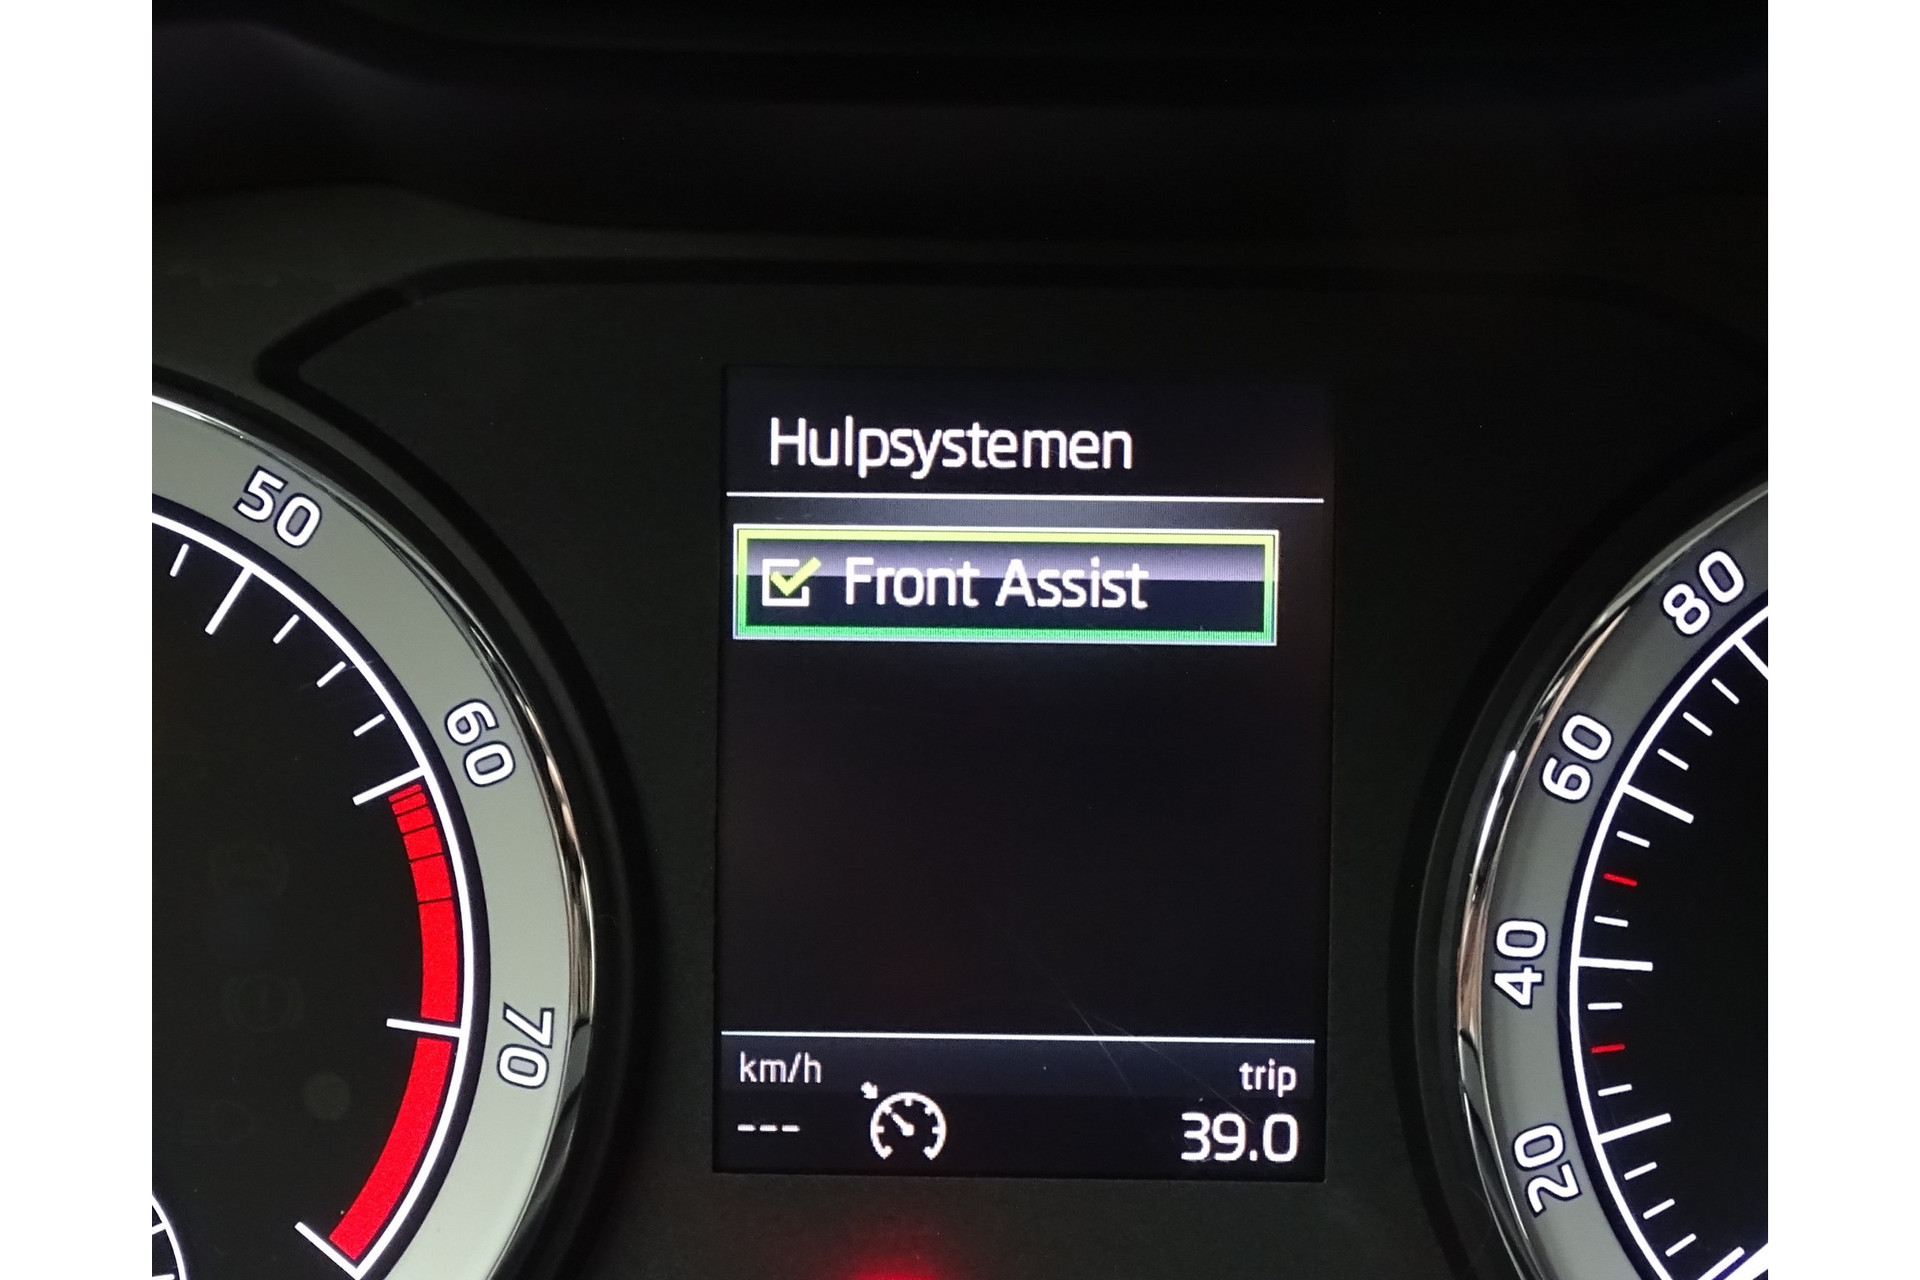 Hulpsystemen
Front Assist
50
60
70
80
60
40
20
km/h
trip
---
39.0